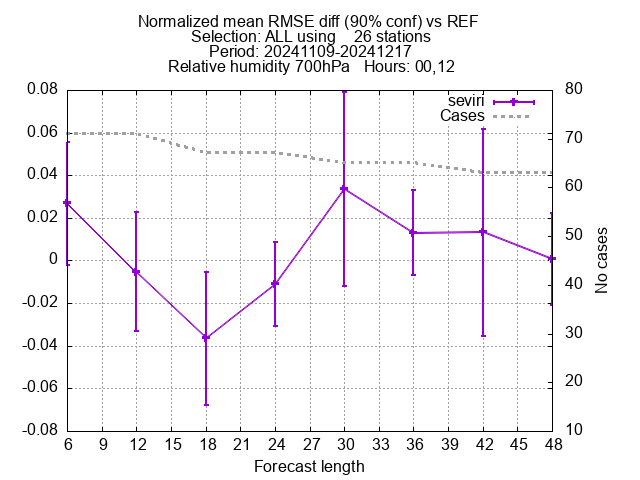 Normalized mean RMSE diff (90% conf) vs REF
Selection: ALL using    26 stations
Period: 20241109-20241217
Relative humidity 700hPa   Hours: 00,12
seviri
Cases
0.08
0.06
0.04
0.02
0
-0.02
-0.04
-0.06
-0.08
80
70
60
50
40
30
20
10
No cases
6 9 12 15 18 21 24 27 30 33 36 39 42 45 48
Forecast length